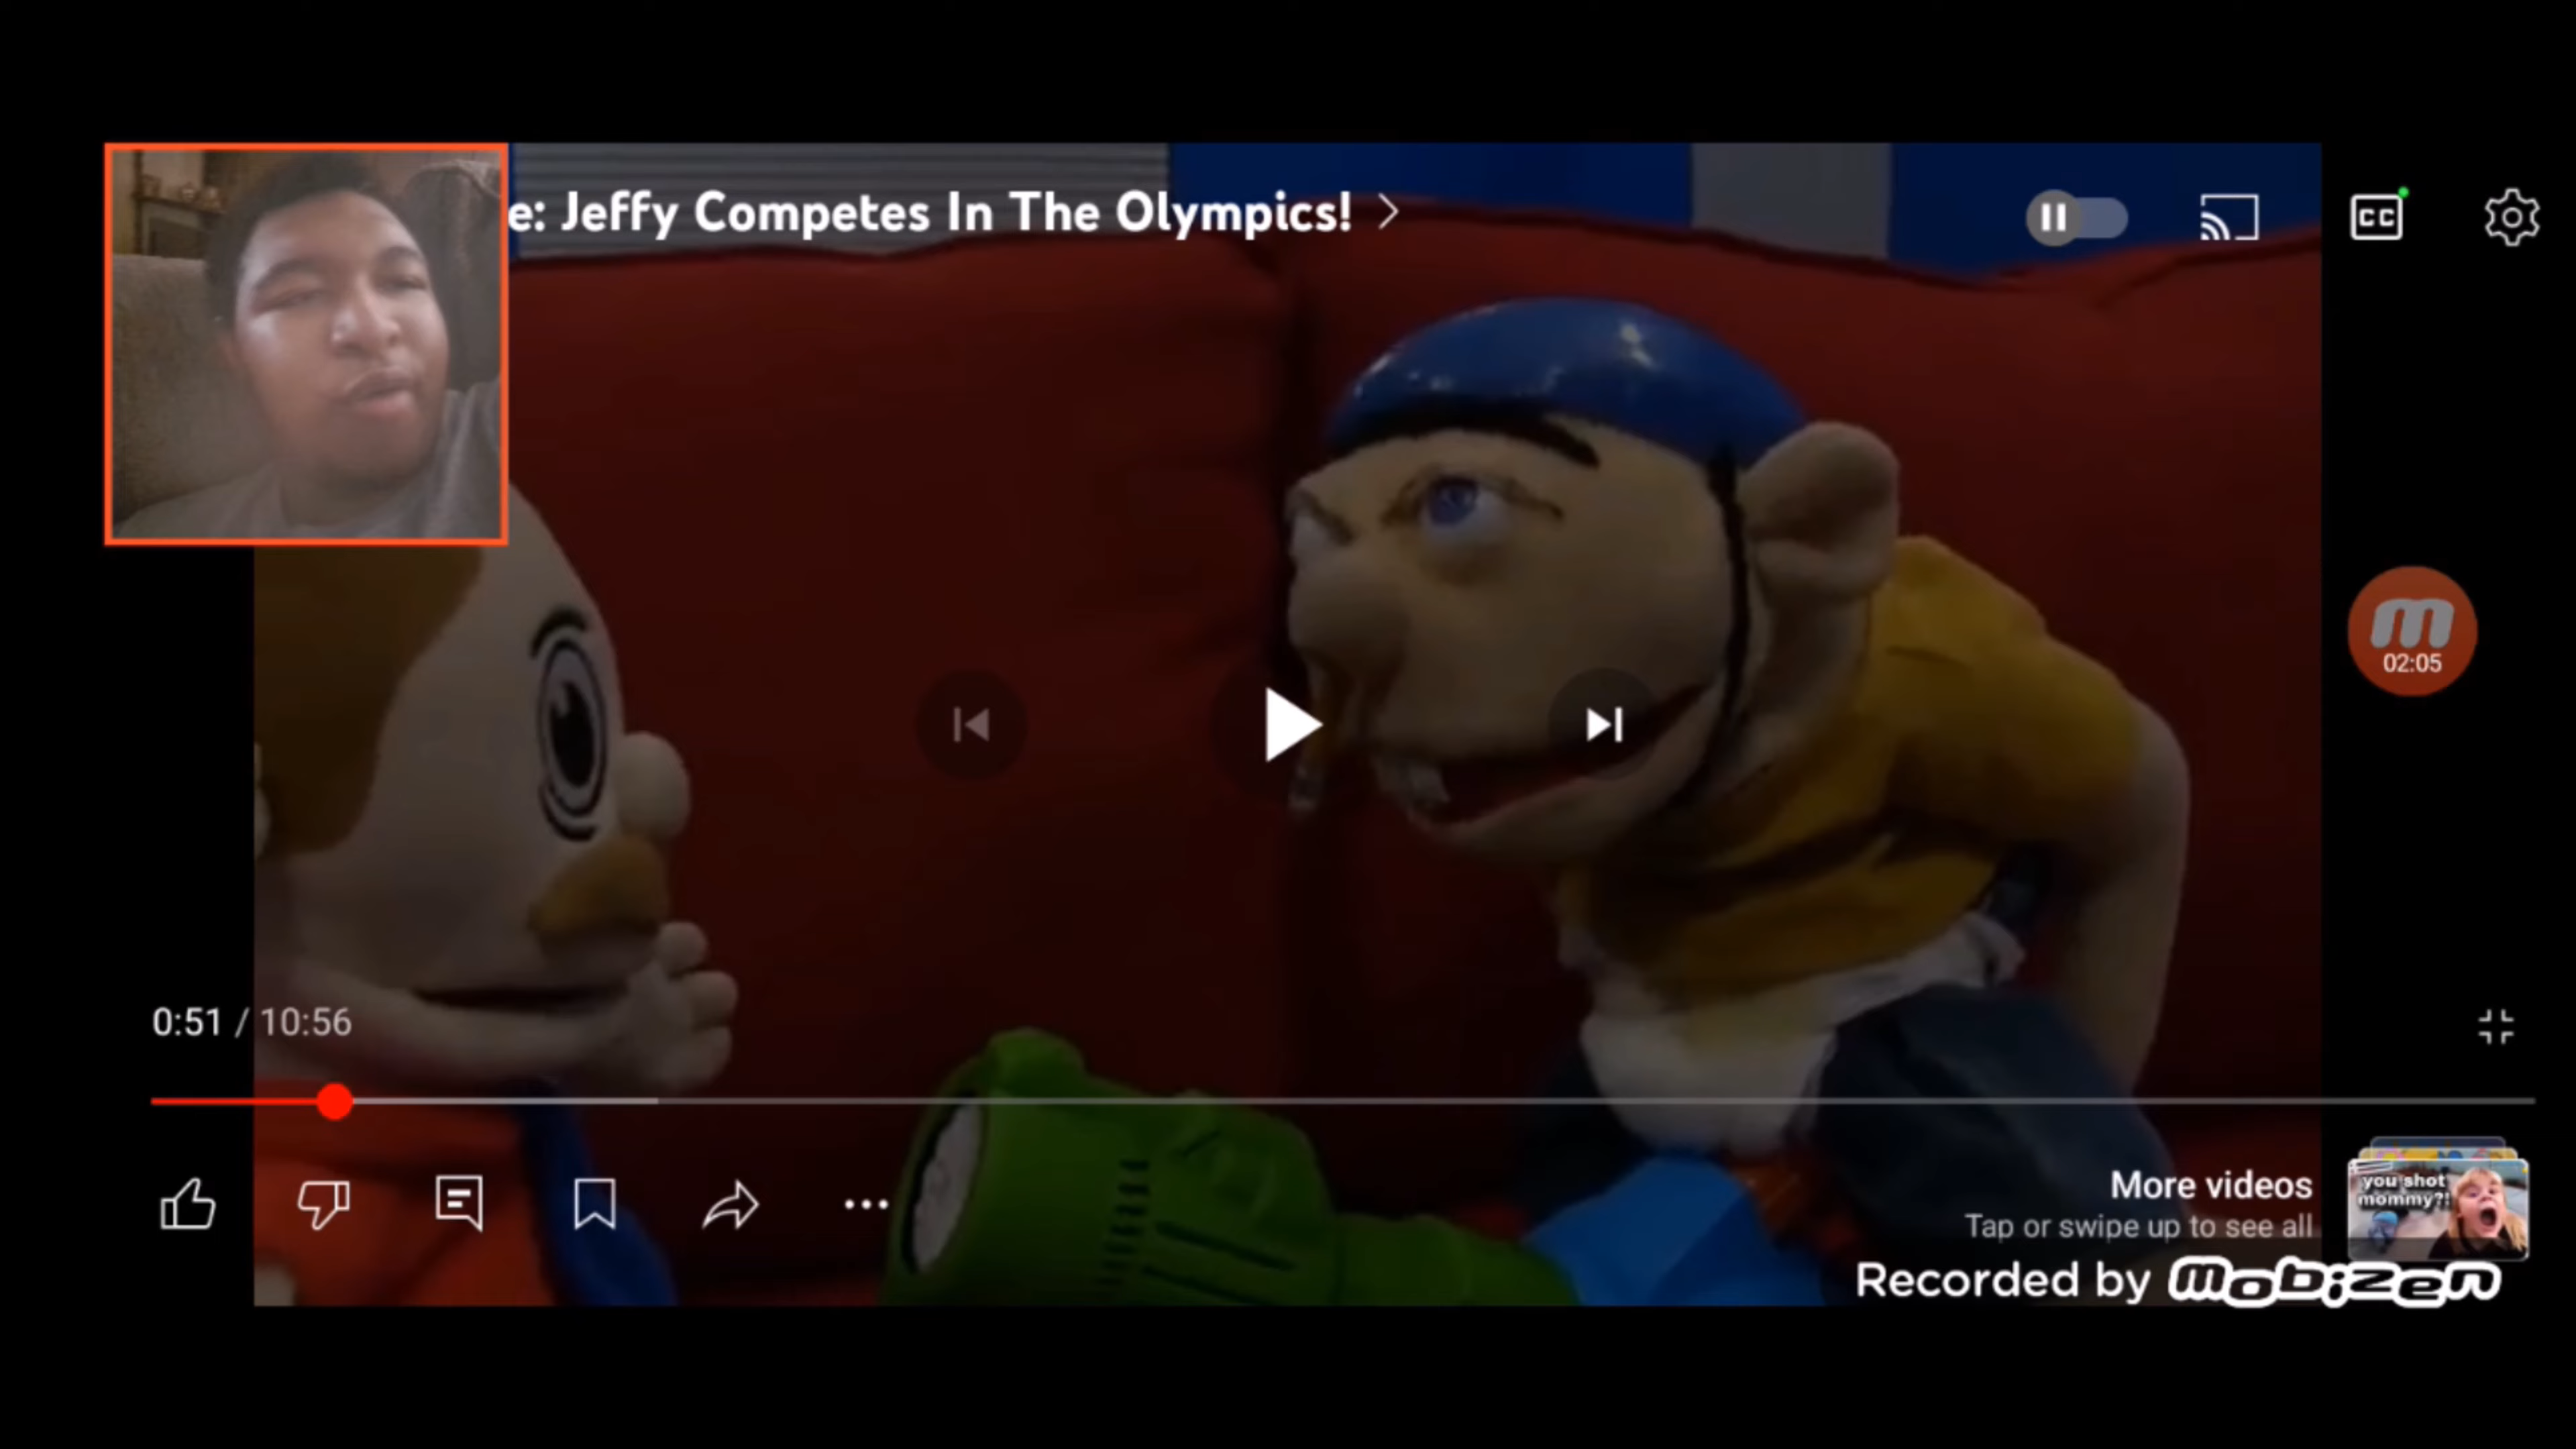 e: Jeffy Competes In The Olympics!
CC
m
02:05
0:51 / 10:56
More videos
Tap or swipe up to see all
you shot
mommy?!
Recorded by mobizen